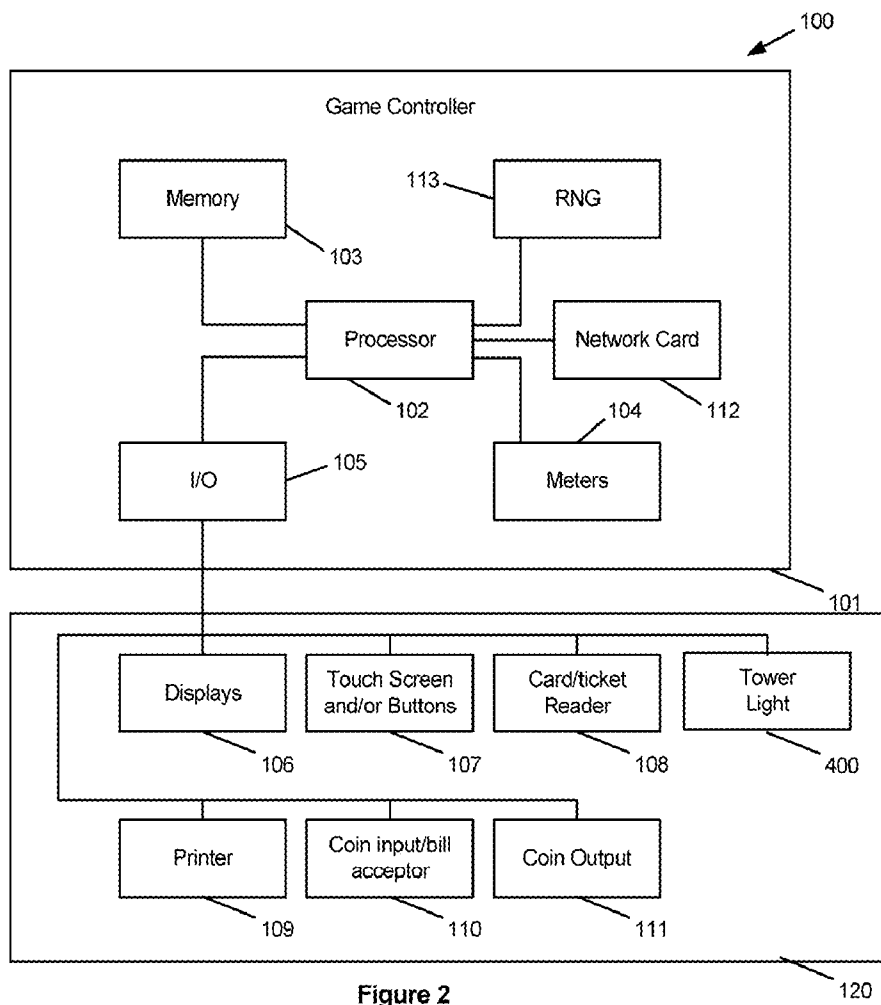 100
Game Controller
Memory
103
113
RNG
Processor
102
Network Card
112
I/O
105
104
Meters
101
Displays
106
Touch Screen
and/or Buttons
107
Card/ticket
Reader
108
Tower
Light
400
Printer
109
Coin input/bill
acceptor
110
Coin Output
111
120
Figure 2